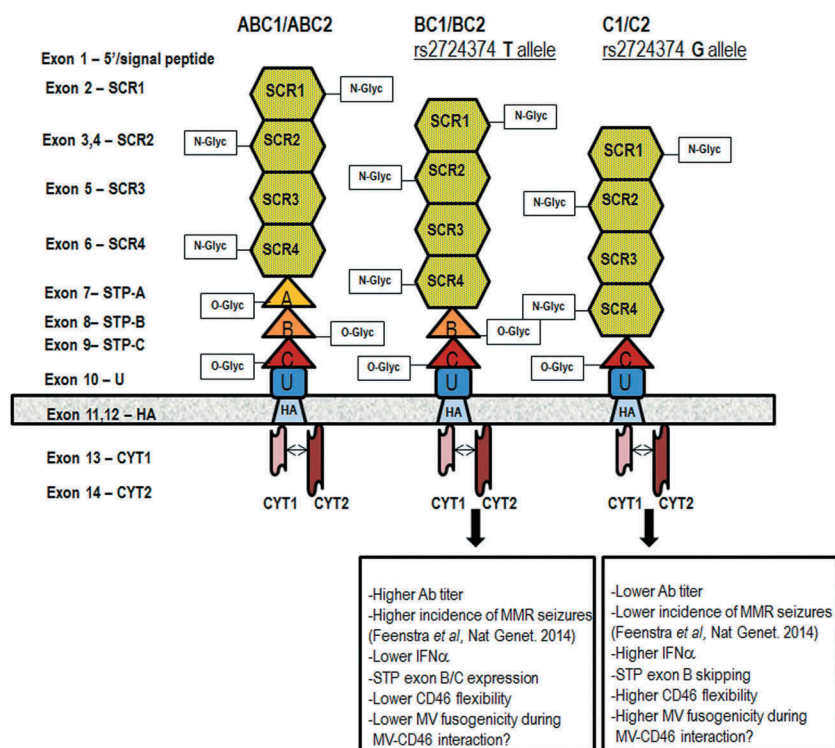 ABC1/ABC2
BC1/BC2
rs2724374 T allele
C1/C2
rs2724374 G allele
Exon 1 – 5'/signal peptide
Exon 2 – SCR1
Exon 3,4 – SCR2
Exon 5 – SCR3
Exon 6 – SCR4
Exon 7– STP-A
Exon 8– STP-B
Exon 9– STP-C
Exon 10 – U
Exon 11,12 – HA
Exon 13 – CYT1
Exon 14 – CYT2
SCR1
N-Glyc
N-Glyc
SCR2
SCR3
N-Glyc
SCR4
O-Glyc
A
B
O-Glyc
O-Glyc
C
U
HA
CYT1
CYT2
SCR1
N-Glyc
N-Glyc
SCR2
SCR3
N-Glyc
SCR4
B
O-Glyc
O-Glyc
C
U
HA
CYT1
CYT2
SCR1
N-Glyc
N-Glyc
SCR2
SCR3
N-Glyc
SCR4
O-Glyc
C
U
HA
CYT1
CYT2
-Higher Ab titer
-Higher incidence of MMR seizures
(Feenstra et al, Nat Genet. 2014)
-Lower IFNα
-STP exon B/C expression
-Lower CD46 flexibility
-Lower MV fusogenicity during
MV-CD46 interaction?
-Lower Ab titer
-Lower incidence of MMR seizures
(Feenstra et al, Nat Genet. 2014)
-Higher IFNα
-STP exon B skipping
-Higher CD46 flexibility
-Higher MV fusogenicity during
MV-CD46 interaction?